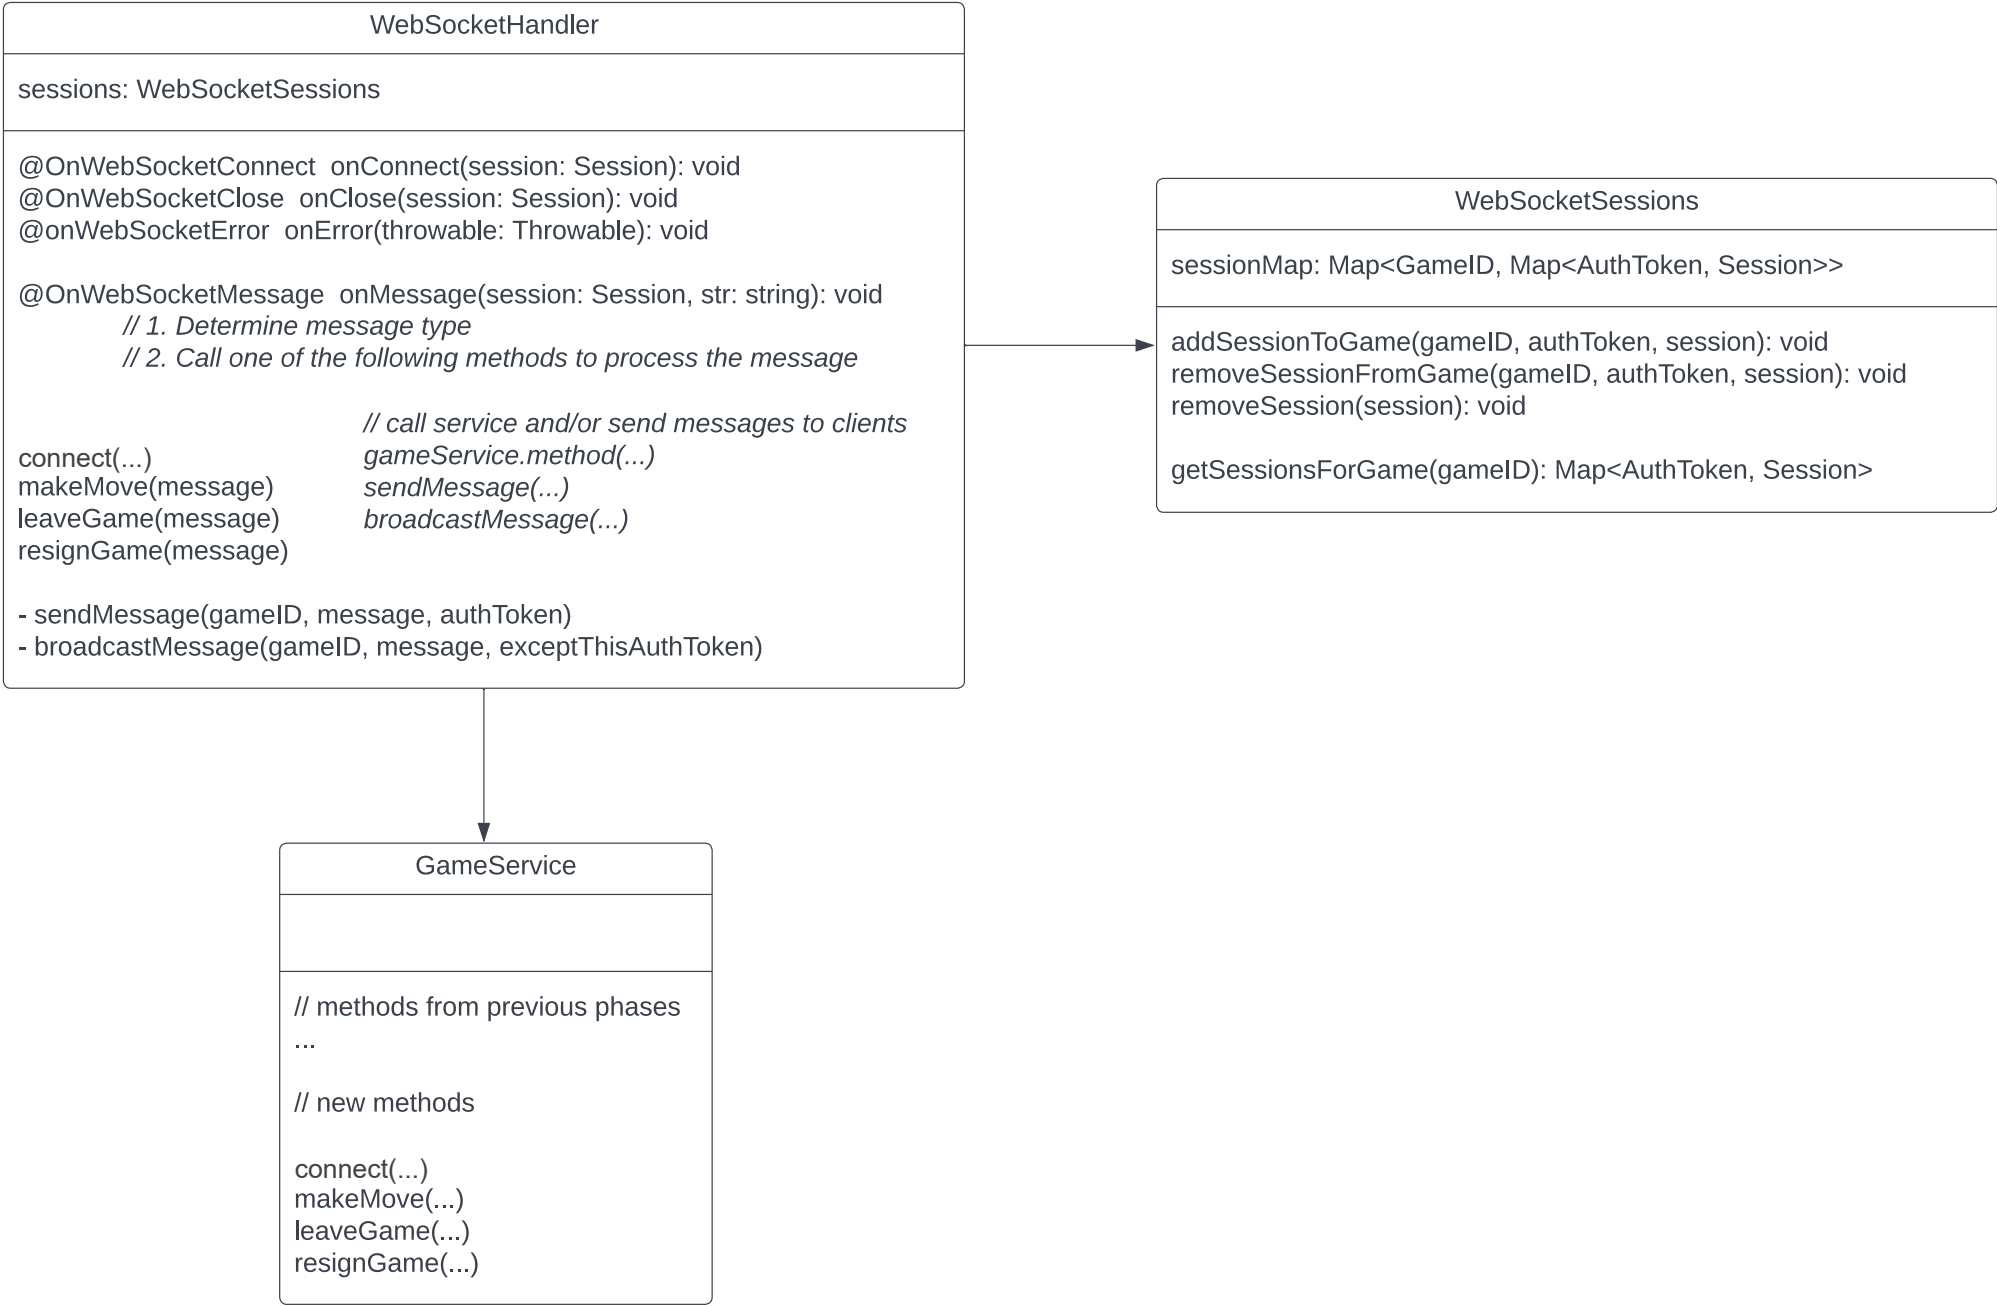 WebSocketHandler
sessions: WebSocketSessions
@OnWebSocketConnect  onConnect(session: Session): void
@OnWebSocketClose  onClose(session: Session): void
@onWebSocketError  onError(throwable: Throwable): void
@OnWebSocketMessage  onMessage(session: Session, str: string): void
// 1. Determine message type
// 2. Call one of the following methods to process the message
// call service and/or send messages to clients
connect(...)
gameService.method(...)
makeMove(message)
sendMessage(...)
leaveGame(message)
broadcastMessage(...)
resignGame(message)
- sendMessage(gameID, message, authToken)
- broadcastMessage(gameID, message, exceptThisAuthToken)
WebSocketSessions
sessionMap: Map<GameID, Map<AuthToken, Session>>
addSessionToGame(gameID, authToken, session): void
removeSessionFromGame(gameID, authToken, session): void
removeSession(session): void
getSessionsForGame(gameID): Map<AuthToken, Session>
GameService
// methods from previous phases
...
// new methods
connect(...)
makeMove(...)
leaveGame(...)
resignGame(...)